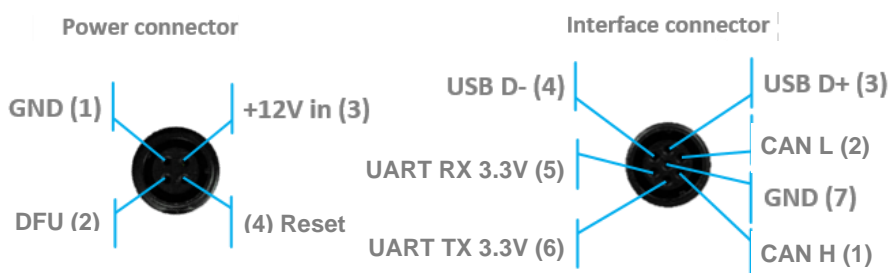 Power connector
GND (1)
+12V in (3)
DFU (2)
(4) Reset
Interface connector
USB D- (4)
USB D+ (3)
CAN L (2)
UART RX 3.3V (5)
GND (7)
UART TX 3.3V (6)
CAN H (1)